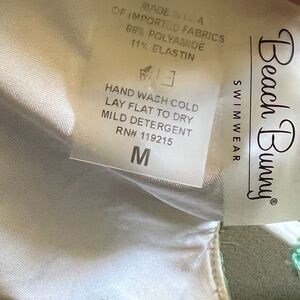 MADE IN U.S.A
OF IMPORTED FABRICS
89% POLYAMIDE
11% ELASTIN
HAND WASH COLD
LAY FLAT TO DRY
MILD DETERGENT
RN# 119215
M
Beach Bunny®
SWIMWEAR